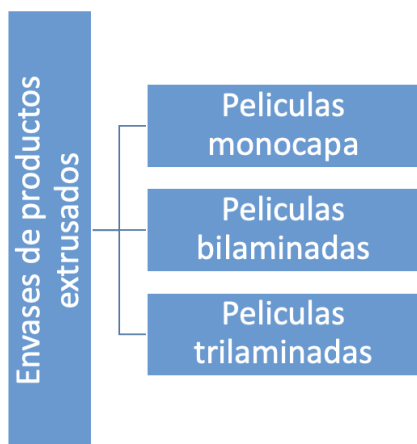 Envases de productos
extrusados
Peliculas
monocapa
Peliculas
bilaminadas
Peliculas
trilaminadas